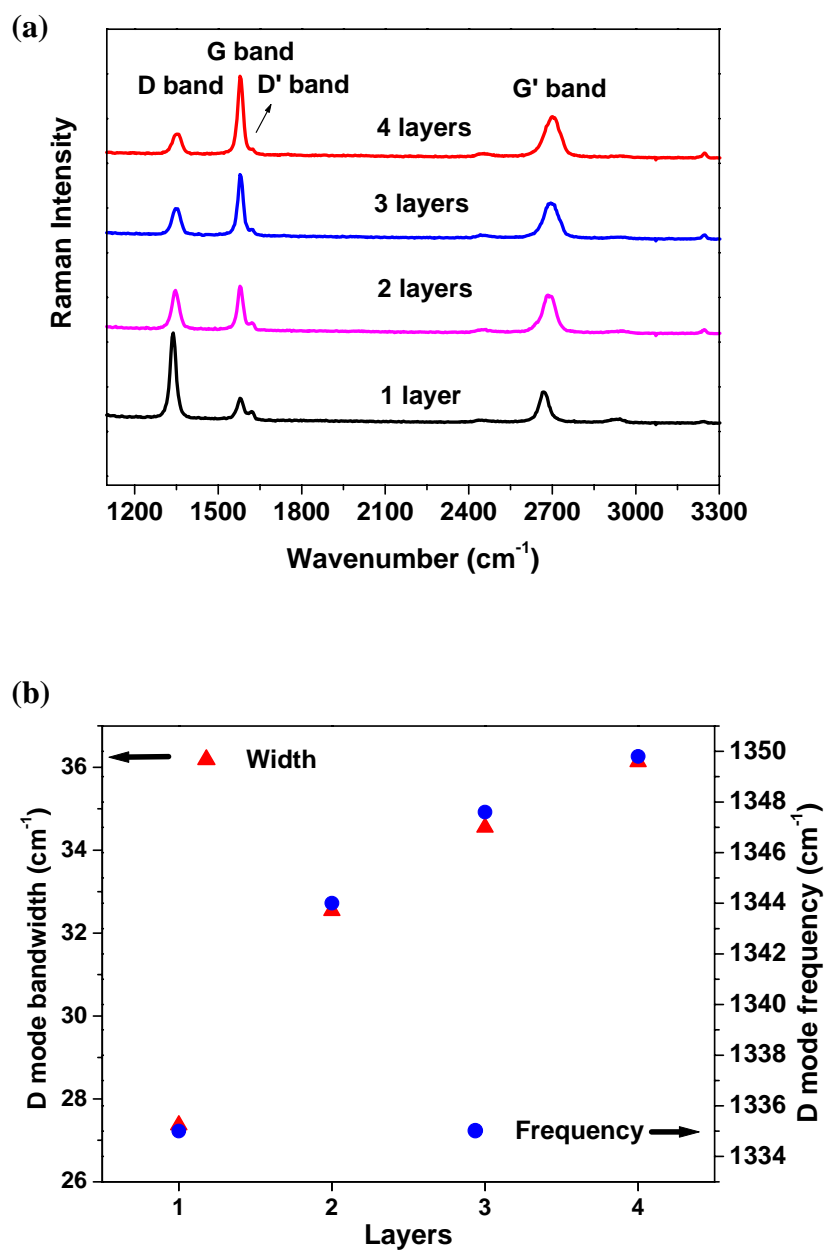 (a)
G band
D band
D' band
G' band
4 layers
3 layers
2 layers
1 layer
Raman Intensity
1200 1500 1800 2100 2400 2700 3000 3300
Wavenumber (cm⁻¹)
(b)
Width
Frequency
D mode bandwidth (cm⁻¹)
36
34
32
30
28
26
D mode frequency (cm⁻¹)
1350
1348
1346
1344
1342
1340
1338
1336
1334
1 2 3 4
Layers